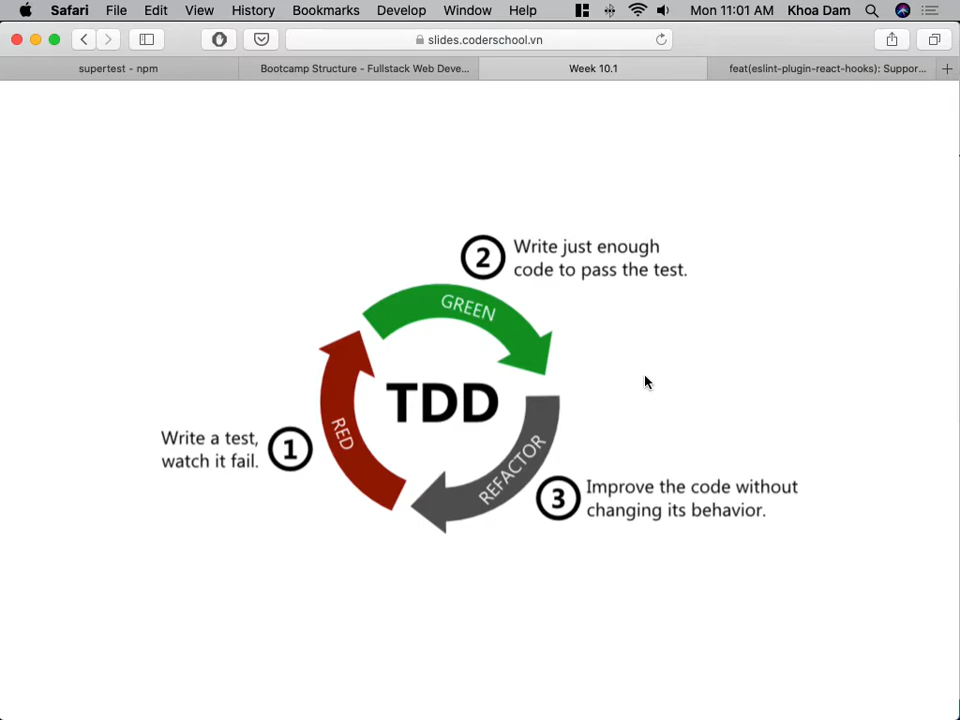 Safari File Edit View History Bookmarks Develop Window Help Mon 11:01 AM Khoa Dam
slides.coderschool.vn
supertest - npm Bootcamp Structure - Fullstack Web Deve... Week 10.1 feat(eslint-plugin-react-hooks): Suppor...
2 Write just enough
code to pass the test.
GREEN
TDD
RED
Write a test,
watch it fail.
1
REFACTOR
3 Improve the code without
changing its behavior.